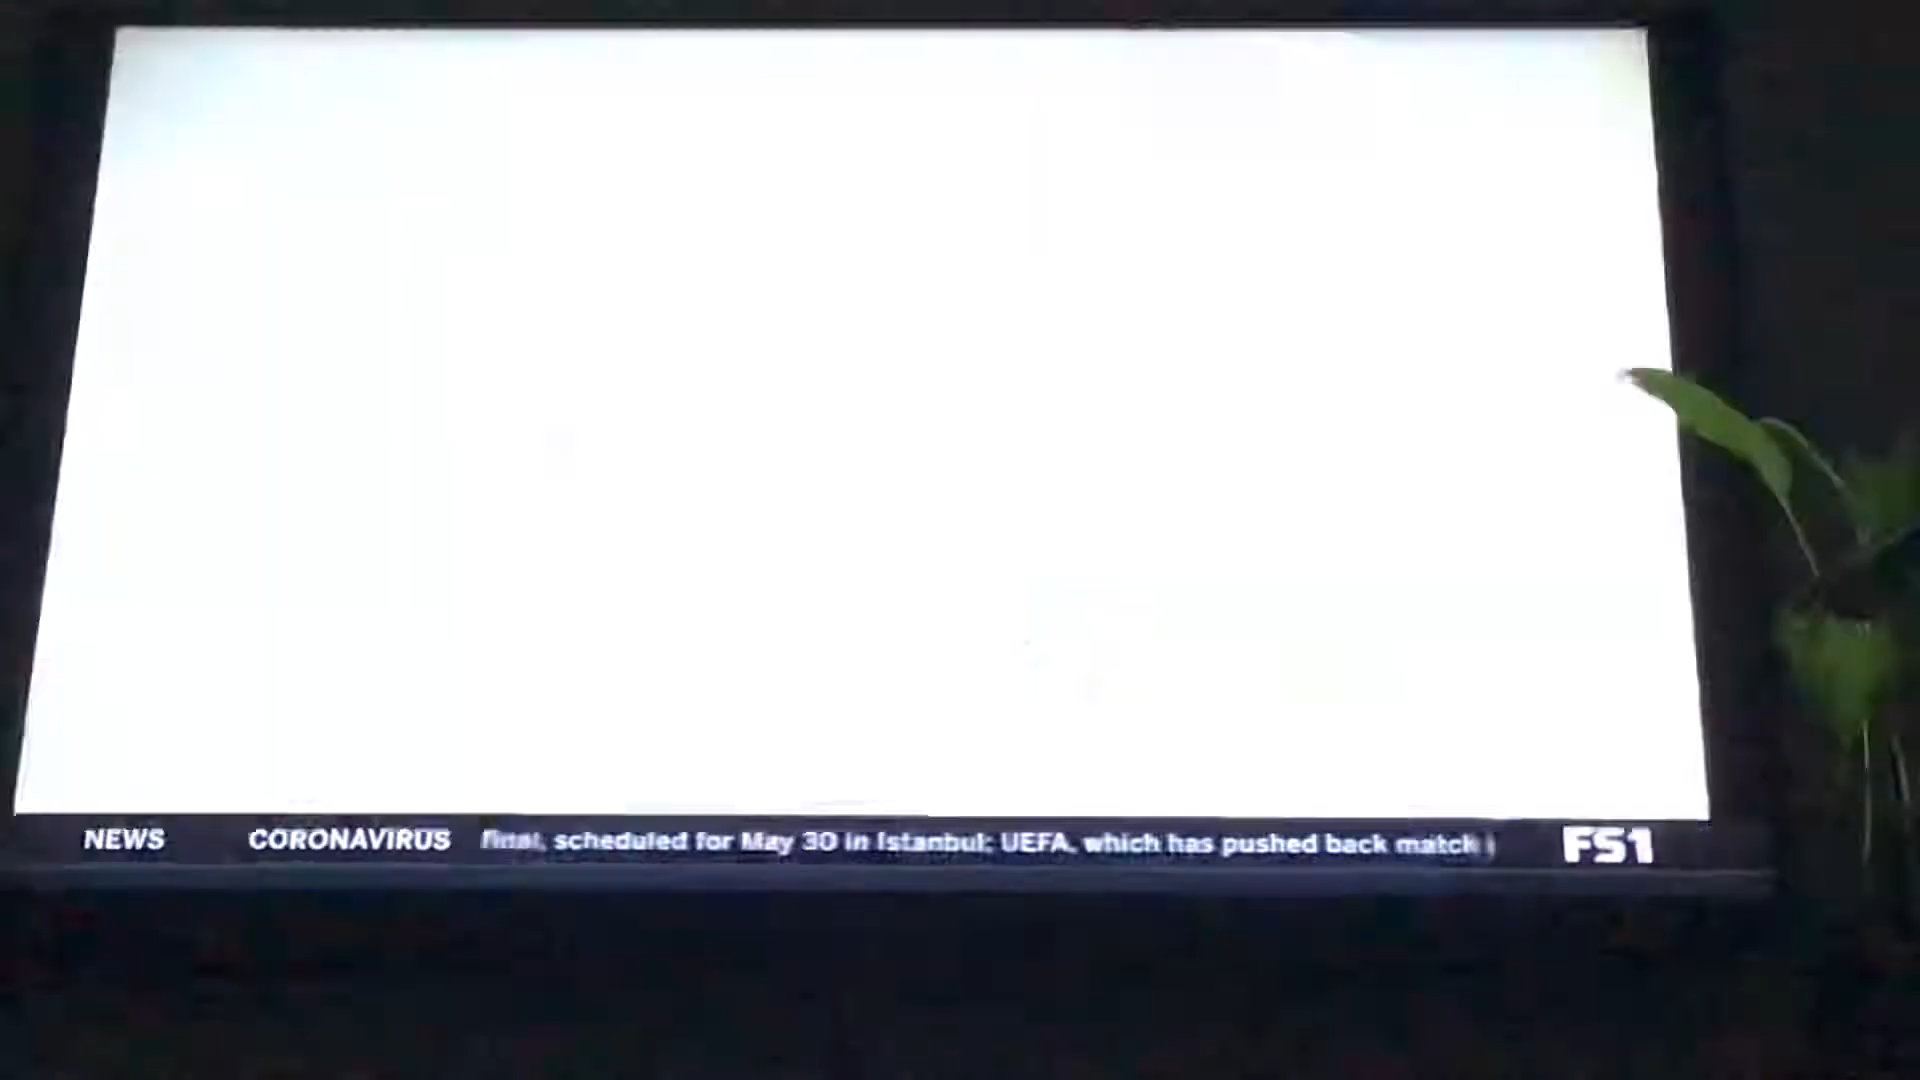 NEWS CORONAVIRUS final, scheduled for May 30 in Istanbul; UEFA, which has pushed back match FS1